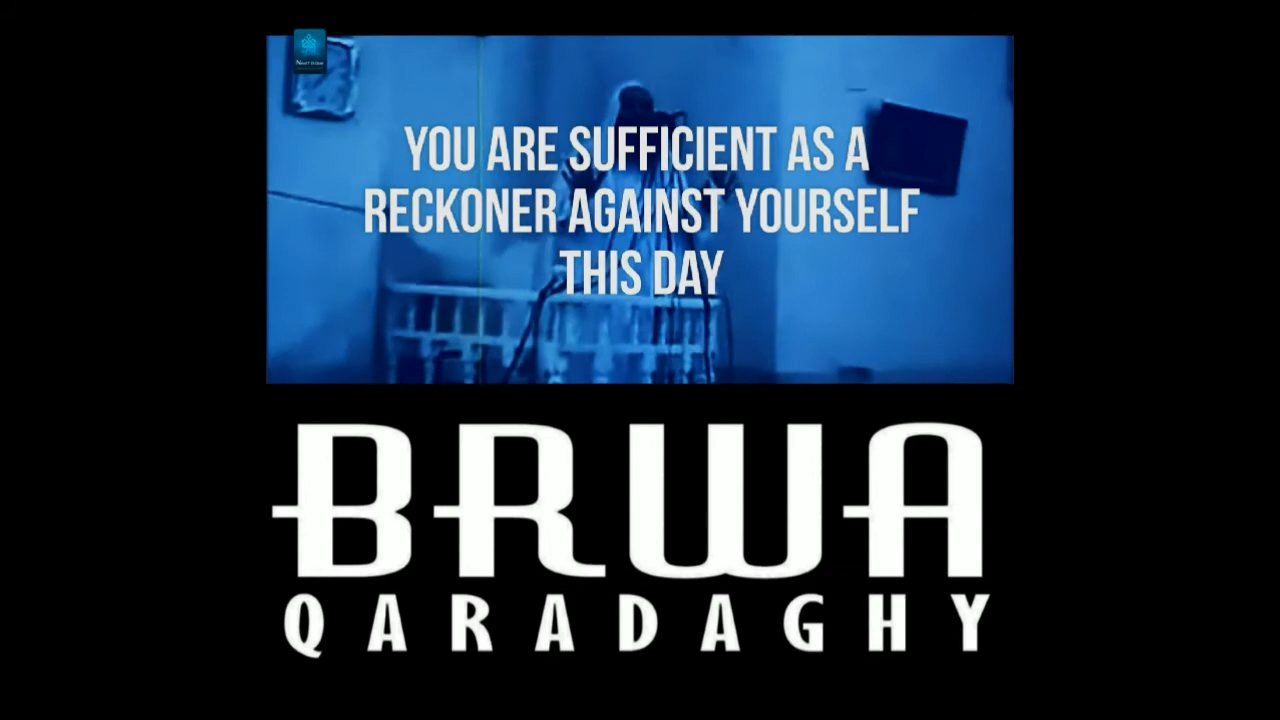 YOU ARE SUFFICIENT AS A
RECKONER AGAINST YOURSELF
THIS DAY
BRWA
QARADAGHY